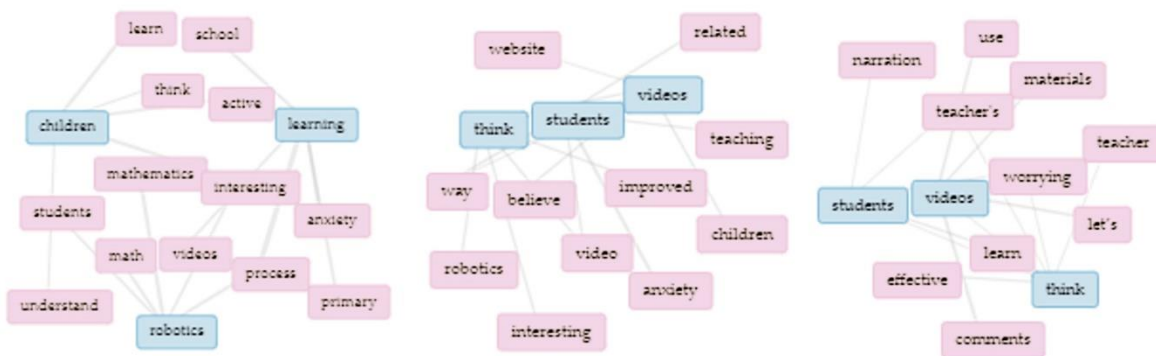 learn
school
think
active
children
learning
mathematics
interesting
students
anxiety
math
videos
process
understand
primary
robotics
related
website
videos
students
think
teaching
way
believe
improved
children
video
robotics
anxiety
interesting
use
narration
materials
teacher's
teacher
worrying
students
videos
let's
learn
effective
think
comments